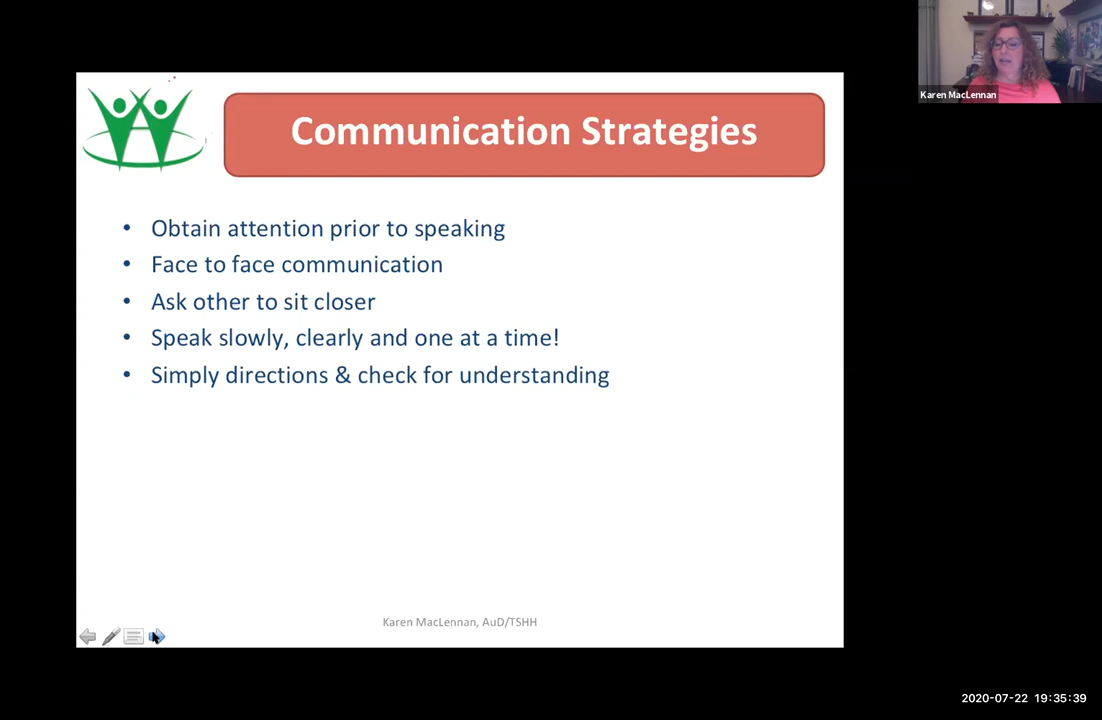 Karen MacLennan
Communication Strategies
• Obtain attention prior to speaking
• Face to face communication
• Ask other to sit closer
• Speak slowly, clearly and one at a time!
• Simply directions & check for understanding
Karen MacLennan, AuD/TSHH
2020-07-22 19:35:39